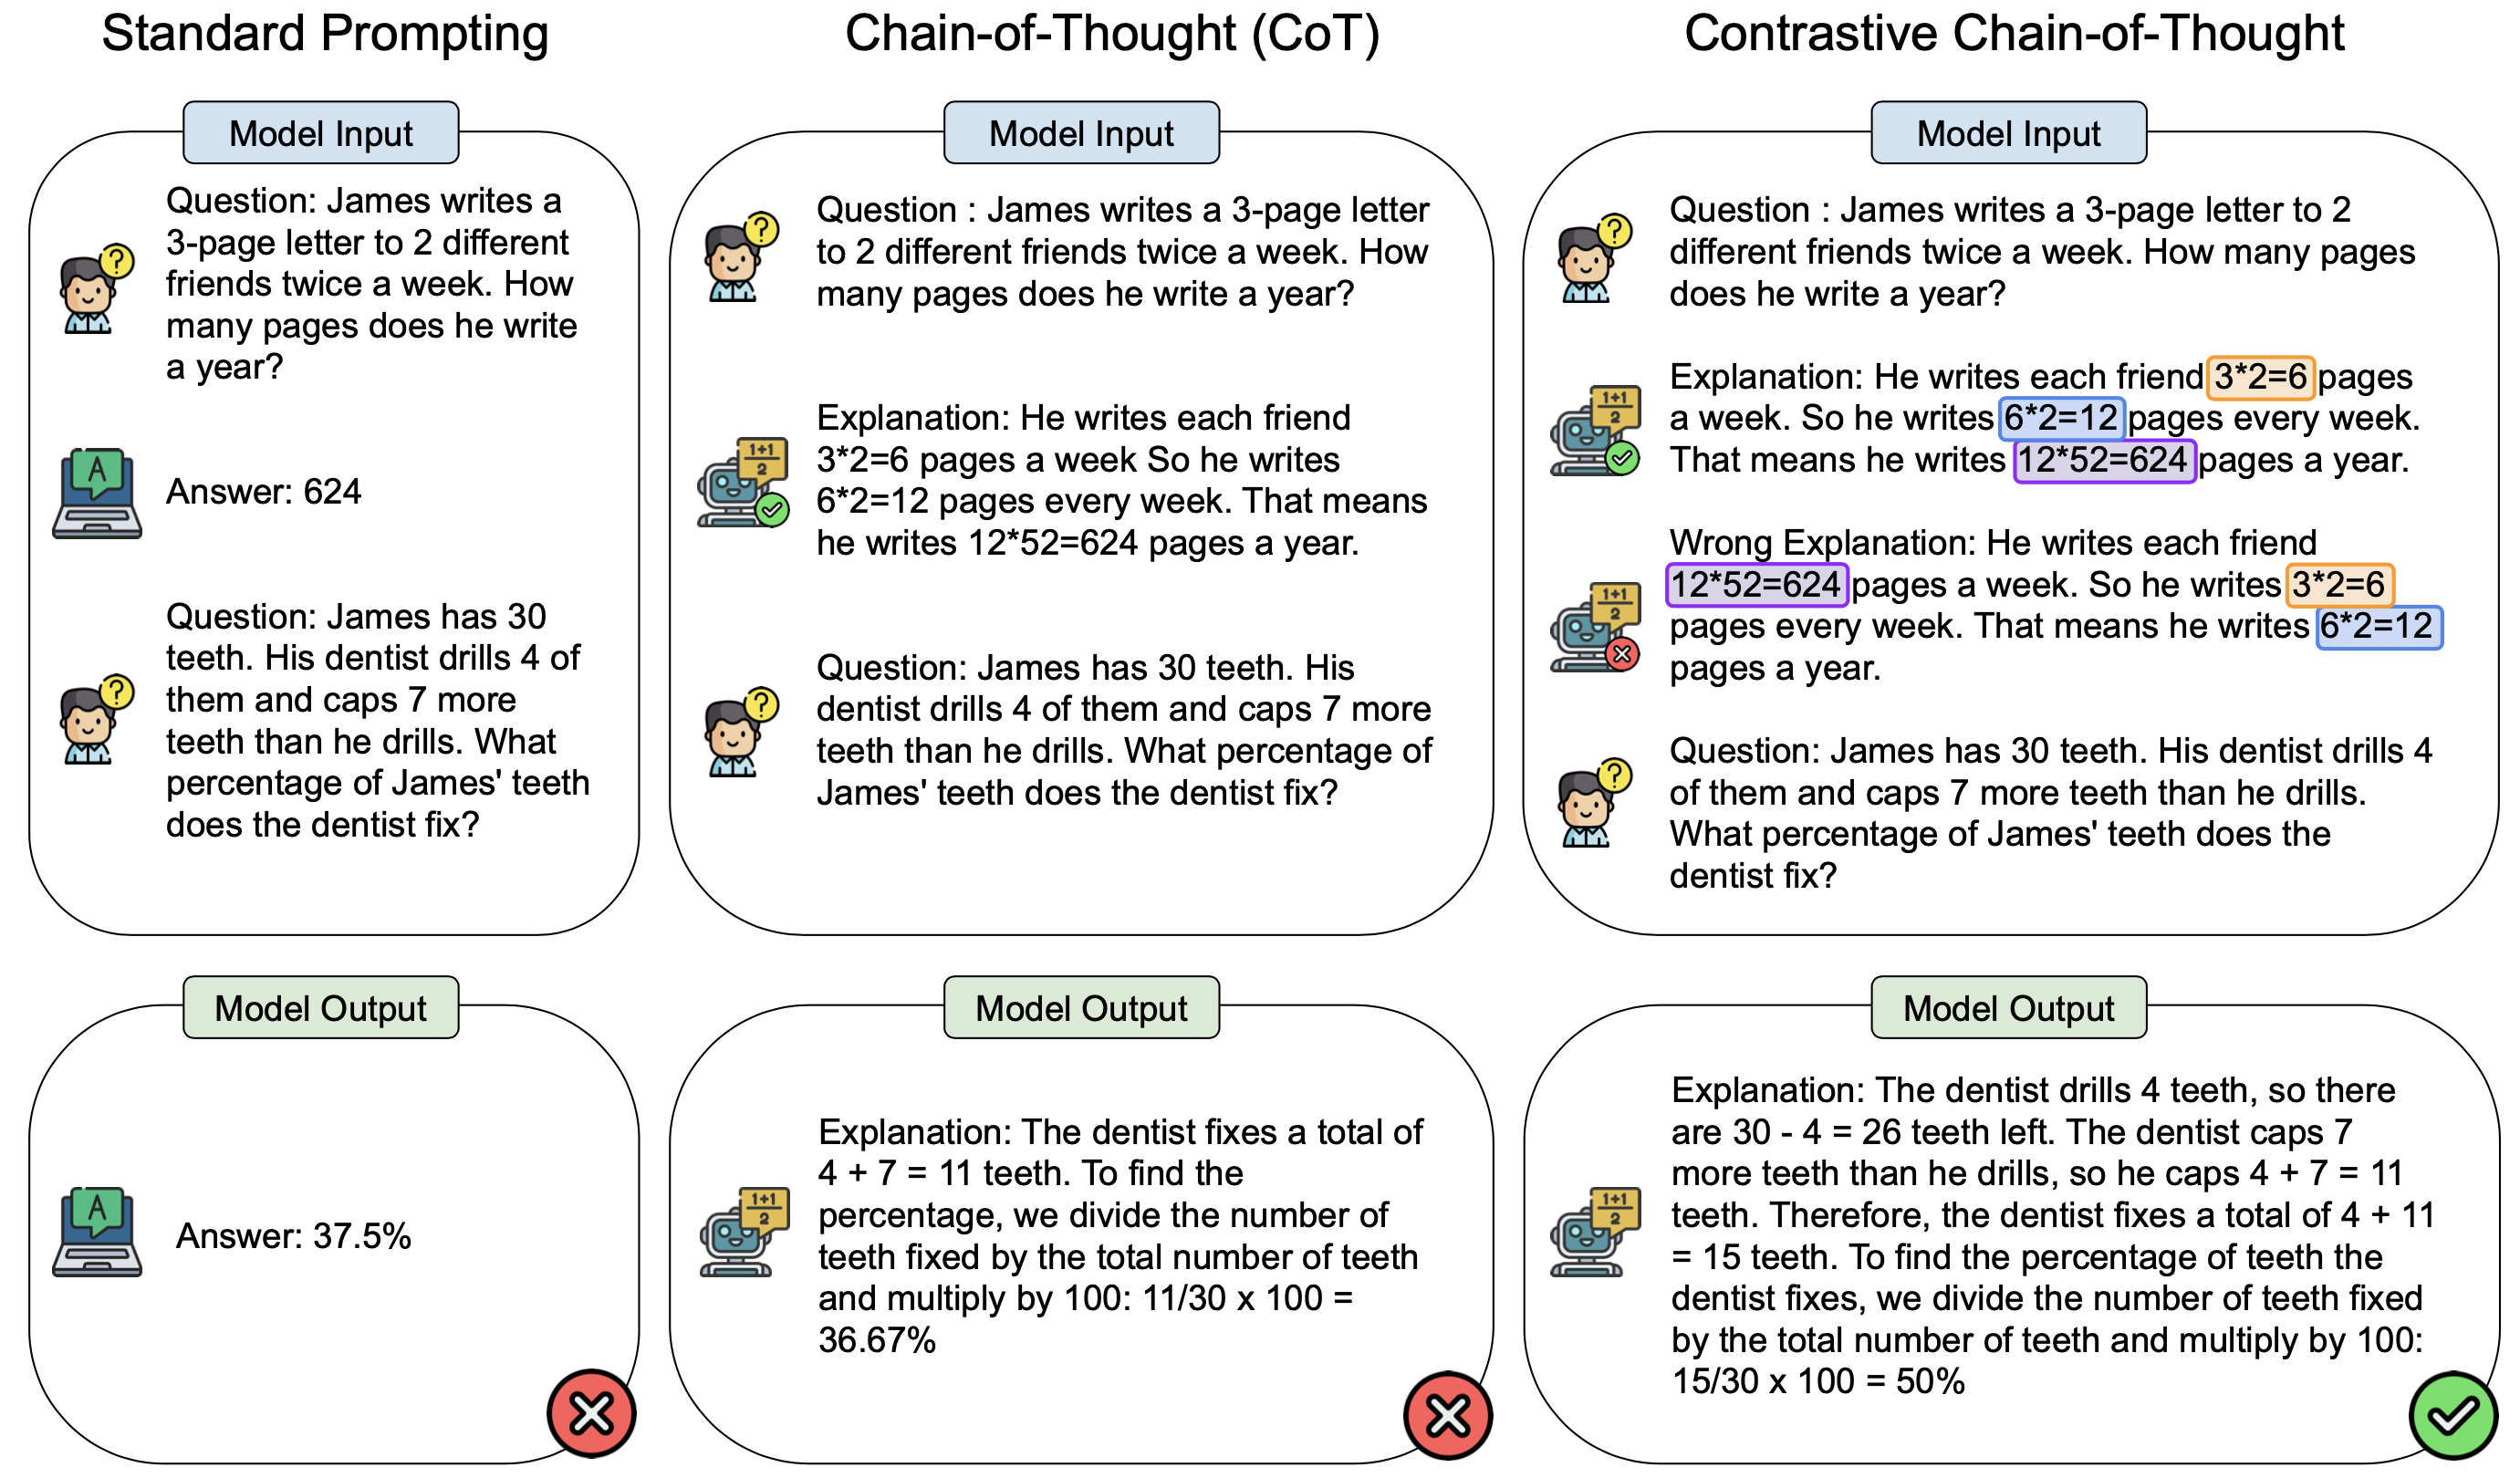 Standard Prompting
Model Input
Question: James writes a
3-page letter to 2 different
friends twice a week. How
many pages does he write
a year?
A
Answer: 624
Question: James has 30
teeth. His dentist drills 4 of
them and caps 7 more
teeth than he drills. What
percentage of James' teeth
does the dentist fix?
Model Output
A
Answer: 37.5%
Chain-of-Thought (CoT)
Model Input
Question : James writes a 3-page letter
to 2 different friends twice a week. How
many pages does he write a year?
1+1
2
Explanation: He writes each friend
3*2=6 pages a week So he writes
6*2=12 pages every week. That means
he writes 12*52=624 pages a year.
Question: James has 30 teeth. His
dentist drills 4 of them and caps 7 more
teeth than he drills. What percentage of
James' teeth does the dentist fix?
Model Output
1+1
2
Explanation: The dentist fixes a total of
4 + 7 = 11 teeth. To find the
percentage, we divide the number of
teeth fixed by the total number of teeth
and multiply by 100: 11/30 x 100 =
36.67%
Contrastive Chain-of-Thought
Model Input
Question : James writes a 3-page letter to 2
different friends twice a week. How many pages
does he write a year?
1+1
2
Explanation: He writes each friend 3*2=6 pages
a week. So he writes 6*2=12 pages every week.
That means he writes 12*52=624 pages a year.
1+1
2
Wrong Explanation: He writes each friend
12*52=624 pages a week. So he writes 3*2=6
pages every week. That means he writes 6*2=12
pages a year.
Question: James has 30 teeth. His dentist drills 4
of them and caps 7 more teeth than he drills.
What percentage of James' teeth does the
dentist fix?
Model Output
1+1
2
Explanation: The dentist drills 4 teeth, so there
are 30 - 4 = 26 teeth left. The dentist caps 7
more teeth than he drills, so he caps 4 + 7 = 11
teeth. Therefore, the dentist fixes a total of 4 + 11
= 15 teeth. To find the percentage of teeth the
dentist fixes, we divide the number of teeth fixed
by the total number of teeth and multiply by 100:
15/30 x 100 = 50%